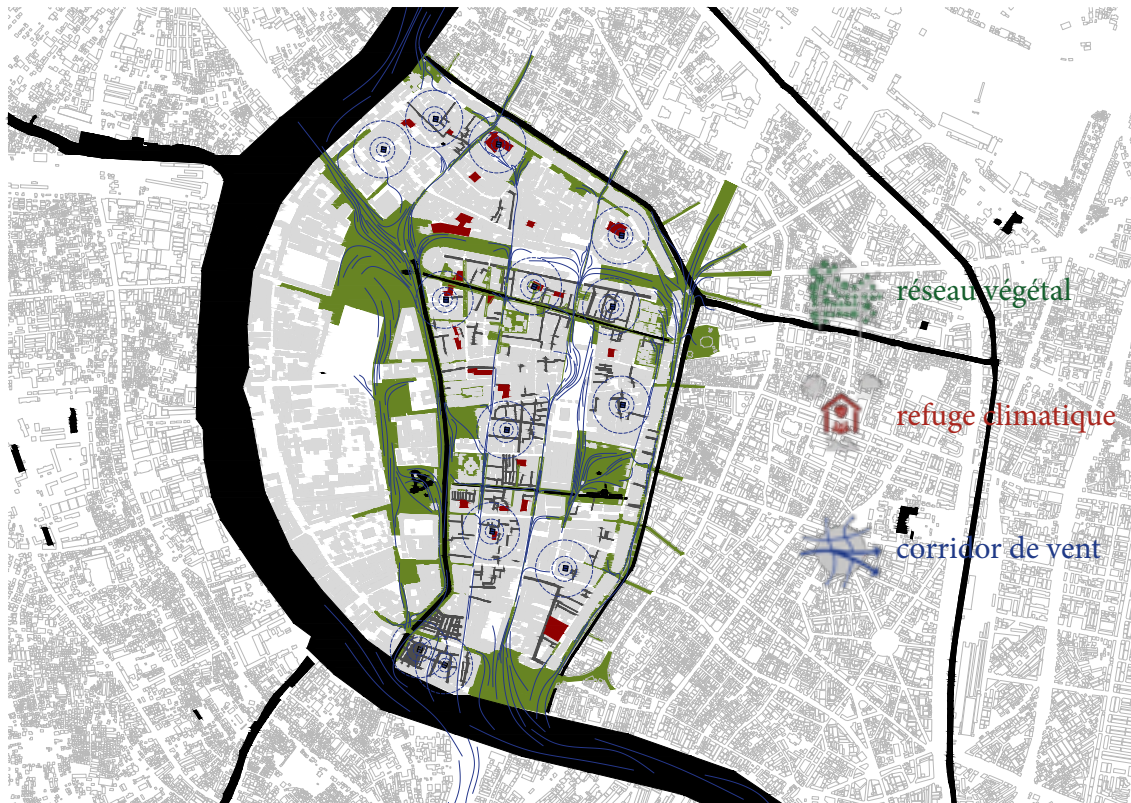 réseau végétal
refuge climatique
corridor de vent